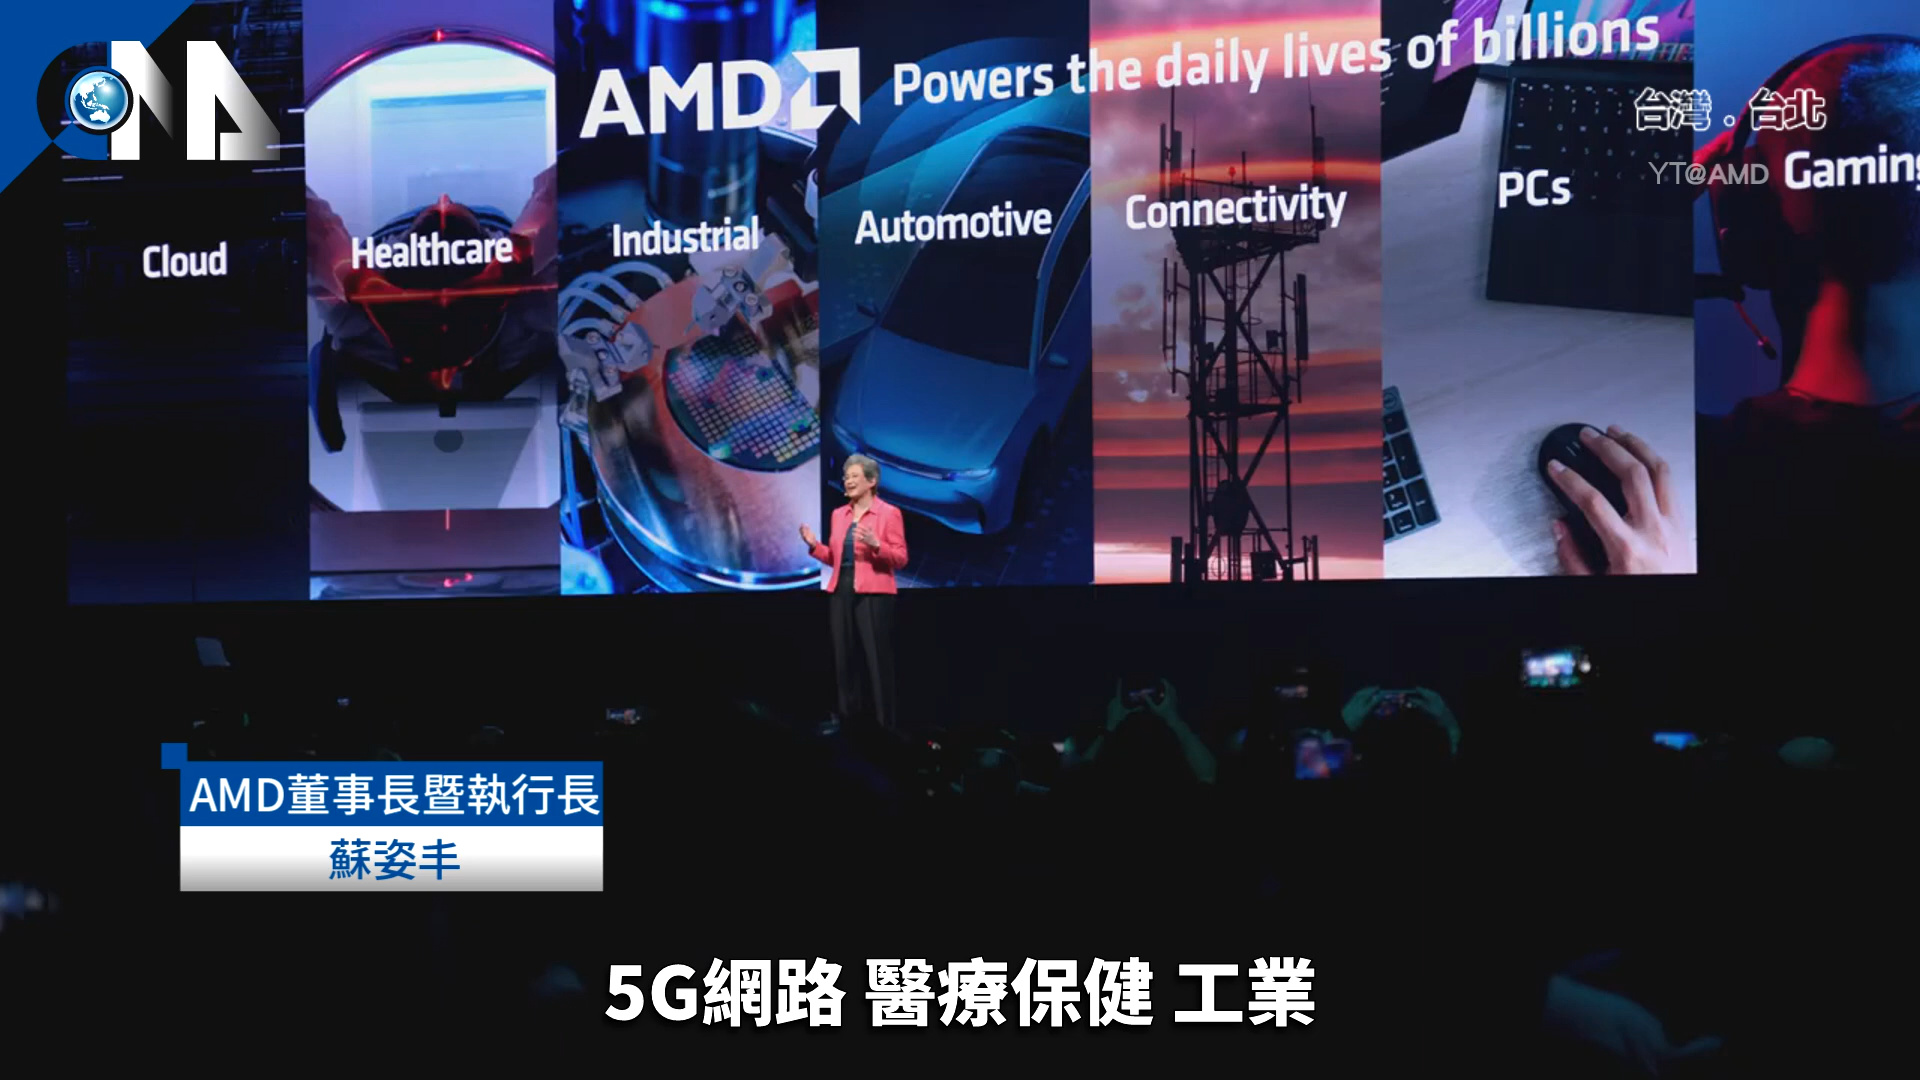 CNA
AMD Powers the daily lives of billions
台灣．台北
YT@AMD
Cloud
Healthcare
Industrial
Automotive
Connectivity
PCs
Gaming
AMD董事長暨執行長
蘇姿丰
5G網路 醫療保健 工業